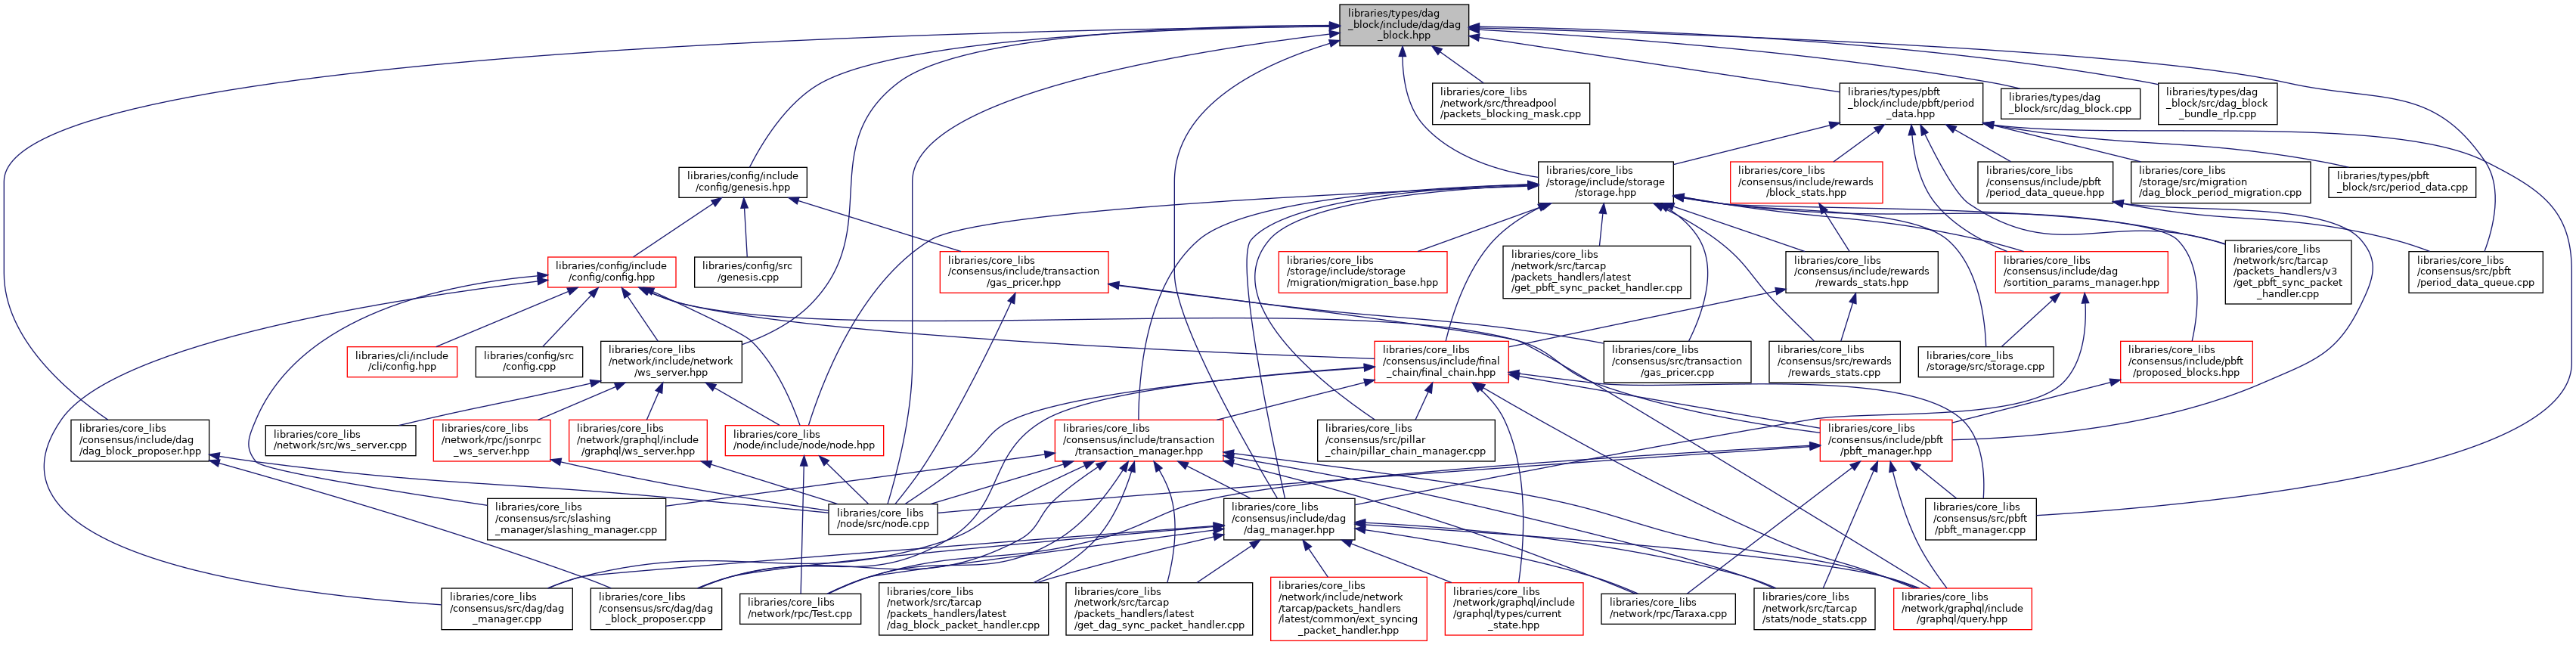 libraries/types/dag
_block/include/dag/dag
_block.hpp
libraries/core_libs
/network/src/threadpool
/packets_blocking_mask.cpp
libraries/types/pbft
_block/include/pbft/period
_data.hpp
libraries/types/dag
_block/src/dag_block.cpp
libraries/types/dag
_block/src/dag_block
_bundle_rlp.cpp
libraries/config/include
/config/genesis.hpp
libraries/core_libs
/storage/include/storage
/storage.hpp
libraries/core_libs
/consensus/include/rewards
/block_stats.hpp
libraries/core_libs
/consensus/include/pbft
/period_data_queue.hpp
libraries/core_libs
/storage/src/migration
/dag_block_period_migration.cpp
libraries/types/pbft
_block/src/period_data.cpp
libraries/config/include
/config/config.hpp
libraries/config/src
/genesis.cpp
libraries/core_libs
/consensus/include/transaction
/gas_pricer.hpp
libraries/core_libs
/storage/include/storage
/migration/migration_base.hpp
libraries/core_libs
/network/src/tarcap
/packets_handlers/latest
/get_pbft_sync_packet_handler.cpp
libraries/core_libs
/consensus/include/rewards
/rewards_stats.hpp
libraries/core_libs
/consensus/include/dag
/sortition_params_manager.hpp
libraries/core_libs
/network/src/tarcap
/packets_handlers/v3
/get_pbft_sync_packet
_handler.cpp
libraries/core_libs
/consensus/src/pbft
/period_data_queue.cpp
libraries/cli/include
/cli/config.hpp
libraries/config/src
/config.cpp
libraries/core_libs
/network/include/network
/ws_server.hpp
libraries/core_libs
/consensus/include/final
_chain/final_chain.hpp
libraries/core_libs
/consensus/src/transaction
/gas_pricer.cpp
libraries/core_libs
/consensus/src/rewards
/rewards_stats.cpp
libraries/core_libs
/storage/src/storage.cpp
libraries/core_libs
/consensus/include/pbft
/proposed_blocks.hpp
libraries/core_libs
/consensus/include/dag
/dag_block_proposer.hpp
libraries/core_libs
/network/src/ws_server.cpp
libraries/core_libs
/network/rpc/jsonrpc
_ws_server.hpp
libraries/core_libs
/network/graphql/include
/graphql/ws_server.hpp
libraries/core_libs
/node/include/node/node.hpp
libraries/core_libs
/consensus/include/transaction
/transaction_manager.hpp
libraries/core_libs
/consensus/src/pillar
_chain/pillar_chain_manager.cpp
libraries/core_libs
/consensus/include/pbft
/pbft_manager.hpp
libraries/core_libs
/consensus/src/slashing
_manager/slashing_manager.cpp
libraries/core_libs
/node/src/node.cpp
libraries/core_libs
/consensus/include/dag
/dag_manager.hpp
libraries/core_libs
/consensus/src/pbft
/pbft_manager.cpp
libraries/core_libs
/consensus/src/dag/dag
_manager.cpp
libraries/core_libs
/consensus/src/dag/dag
_block_proposer.cpp
libraries/core_libs
/network/rpc/Test.cpp
libraries/core_libs
/network/src/tarcap
/packets_handlers/latest
/dag_block_packet_handler.cpp
libraries/core_libs
/network/src/tarcap
/packets_handlers/latest
/get_dag_sync_packet_handler.cpp
libraries/core_libs
/network/include/network
/tarcap/packets_handlers
/latest/common/ext_syncing
_packet_handler.hpp
libraries/core_libs
/network/graphql/include
/graphql/types/current
_state.hpp
libraries/core_libs
/network/rpc/Taraxa.cpp
libraries/core_libs
/network/src/tarcap
/stats/node_stats.cpp
libraries/core_libs
/network/graphql/include
/graphql/query.hpp